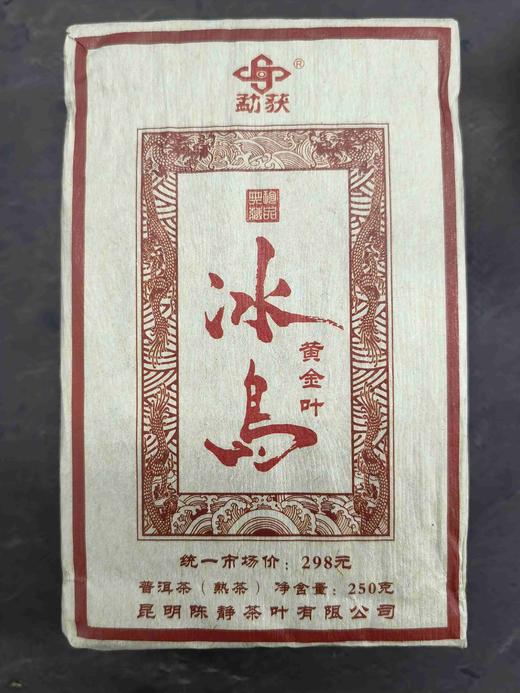 ®
勐获
珍品
典藏
冰岛
黄金叶
统一市场价：298元
普洱茶（熟茶）净含量：250克
昆明陈静茶叶有限公司